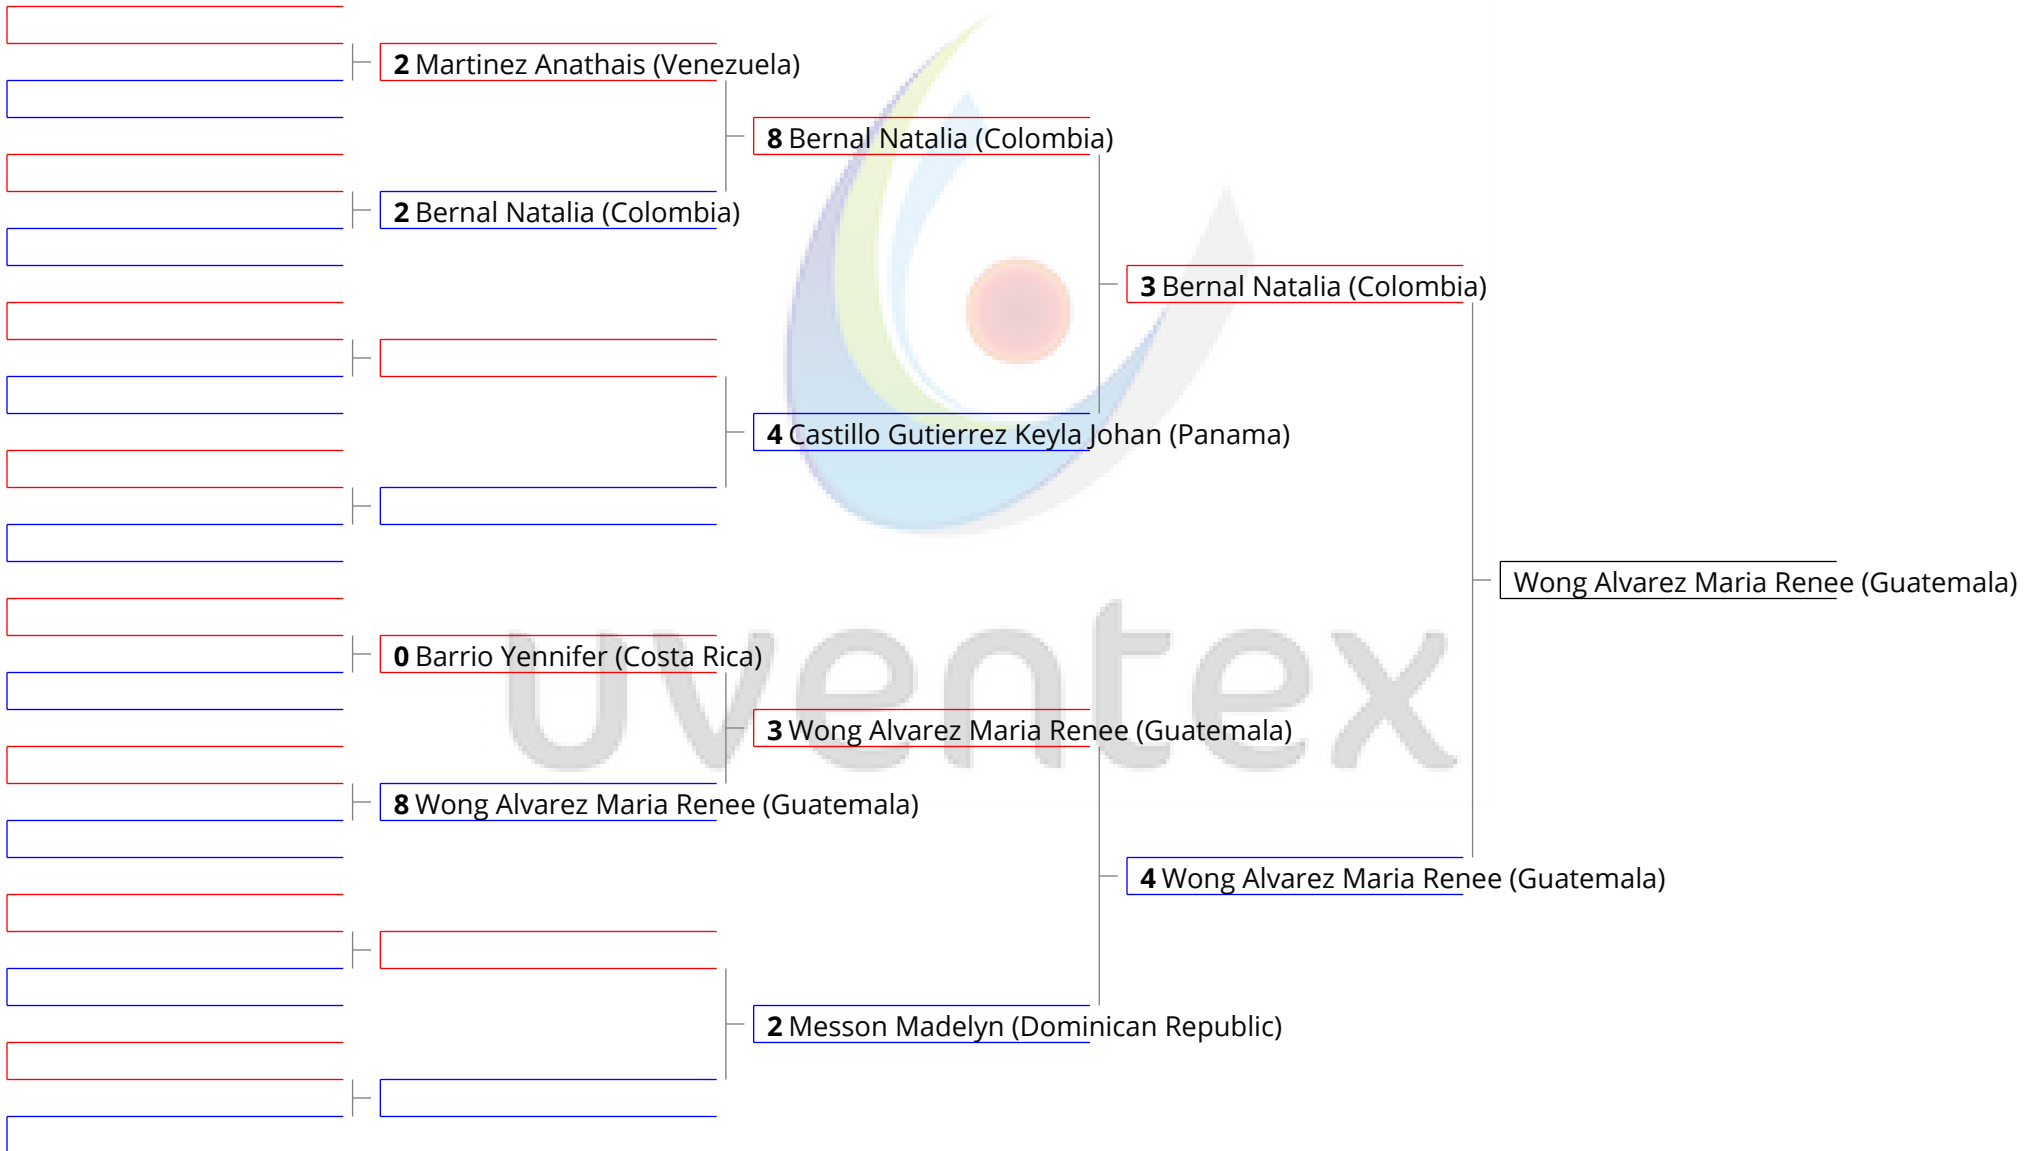 2 Martinez Anathais (Venezuela)
8 Bernal Natalia (Colombia)
2 Bernal Natalia (Colombia)
3 Bernal Natalia (Colombia)
4 Castillo Gutierrez Keyla Johan (Panama)
Wong Alvarez Maria Renee (Guatemala)
0 Barrio Yennifer (Costa Rica)
uventex
3 Wong Alvarez Maria Renee (Guatemala)
8 Wong Alvarez Maria Renee (Guatemala)
4 Wong Alvarez Maria Renee (Guatemala)
2 Messon Madelyn (Dominican Republic)